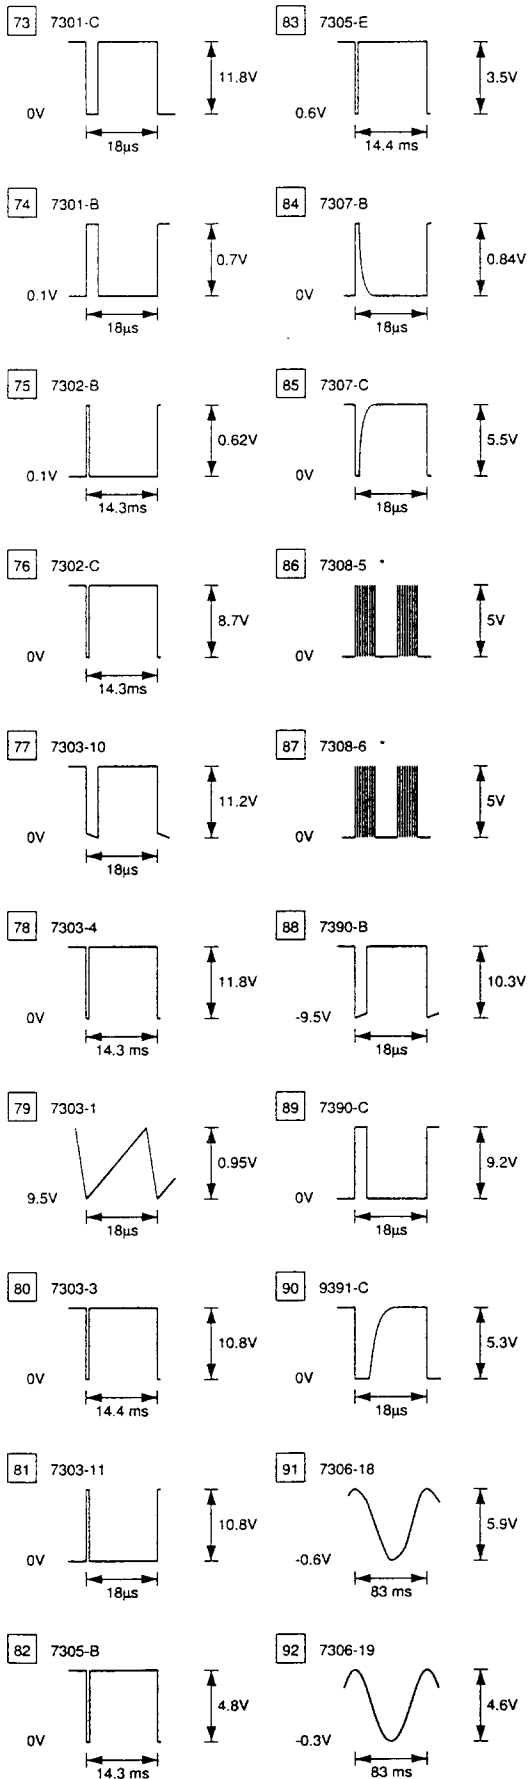 73 7301-C
11.8V
0V
18µs
74 7301-B
0.7V
0.1V
18µs
75 7302-B
0.62V
0.1V
14.3ms
76 7302-C
8.7V
0V
14.3ms
77 7303-10
11.2V
0V
18µs
78 7303-4
11.8V
0V
14.3 ms
79 7303-1
0.95V
9.5V
18µs
80 7303-3
10.8V
0V
14.4 ms
81 7303-11
10.8V
0V
18µs
82 7305-B
4.8V
0V
14.3 ms
83 7305-E
3.5V
0.6V
14.4 ms
84 7307-B
0.84V
0V
18µs
85 7307-C
5.5V
0V
18µs
86 7308-5 *
5V
0V
87 7308-6 *
5V
0V
88 7390-B
10.3V
-9.5V
18µs
89 7390-C
9.2V
0V
18µs
90 9391-C
5.3V
0V
18µs
91 7306-18
5.9V
-0.6V
83 ms
92 7306-19
4.6V
-0.3V
83 ms